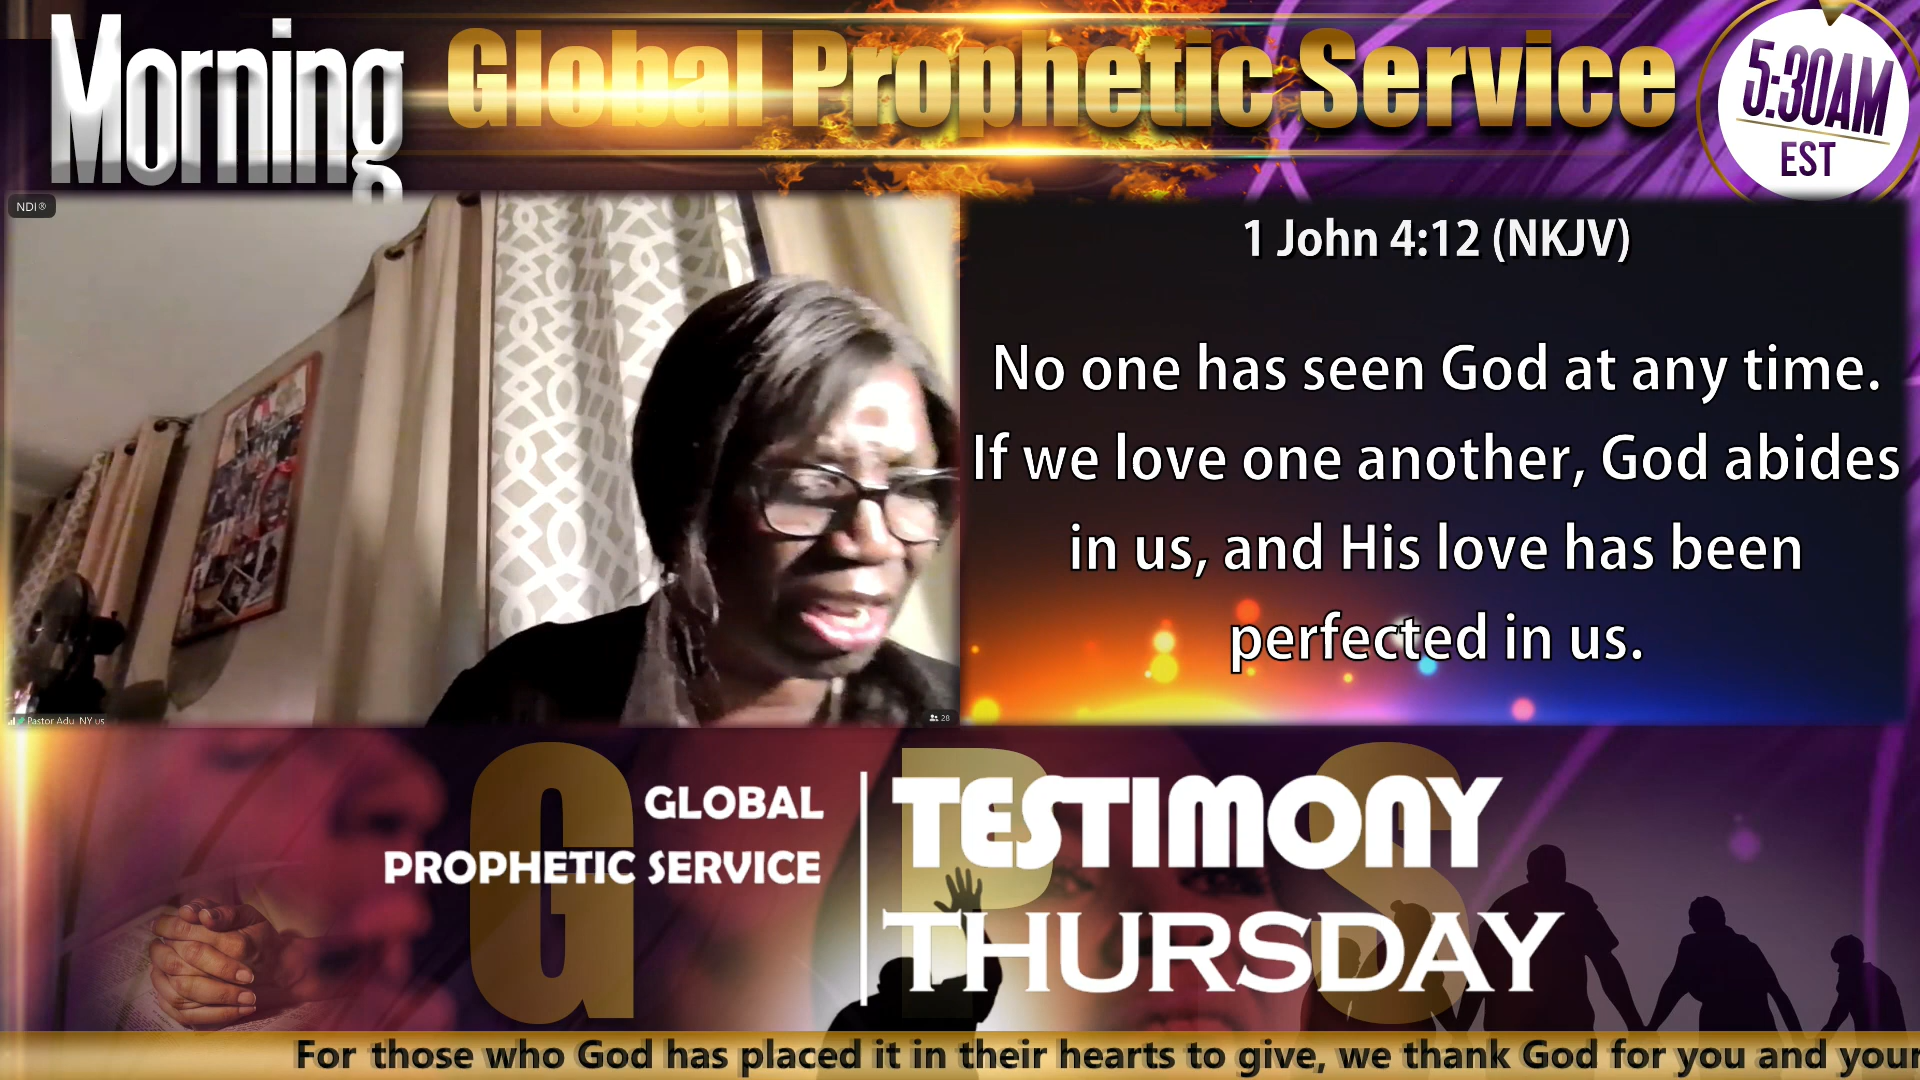 Morning
Global Prophetic Service
5:30AM
EST
NDI®
1 John 4:12 (NKJV)
No one has seen God at any time.
If we love one another, God abides
in us, and His love has been
perfected in us.
Pastor Adu, NY us
28
GPS
GLOBAL
PROPHETIC SERVICE
TESTIMONY
THURSDAY
For those who God has placed it in their hearts to give, we thank God for you and your